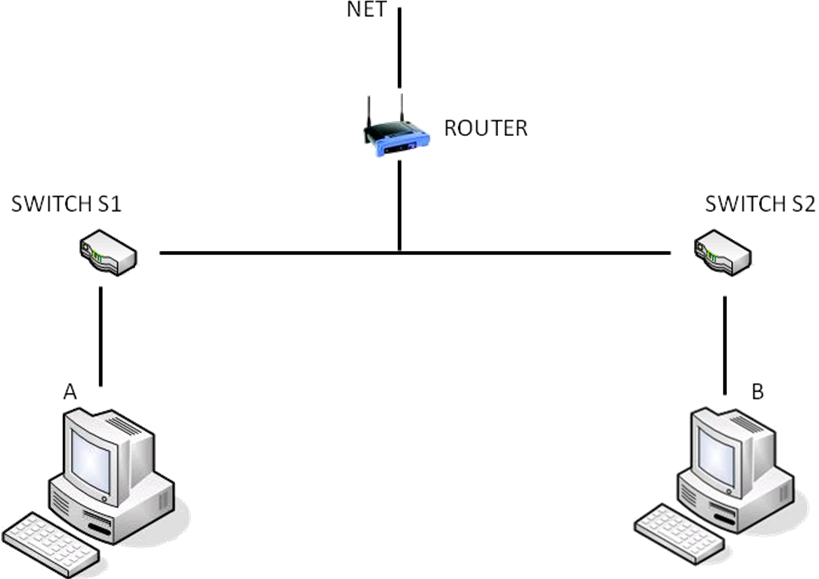 NET
ROUTER
SWITCH S1
SWITCH S2
A
B